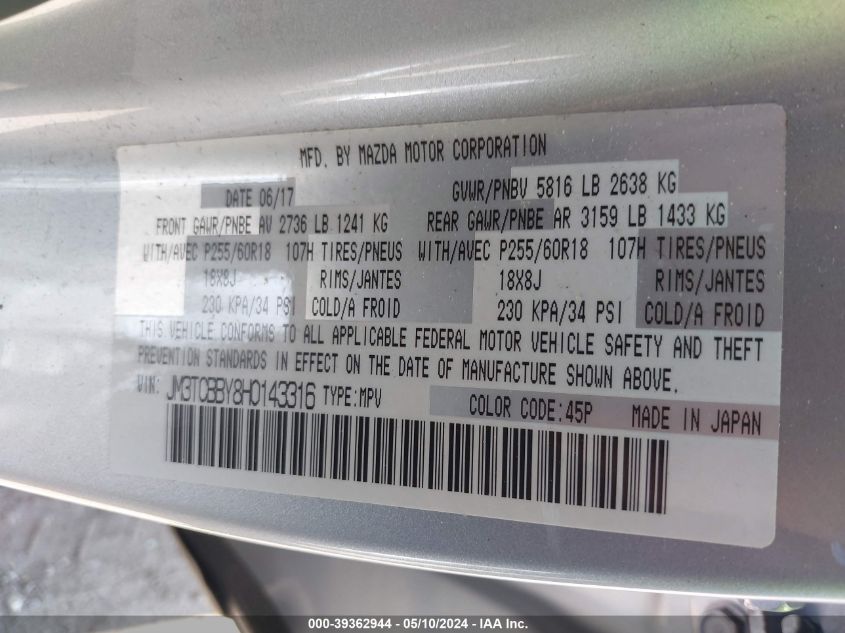 MFD. BY MAZDA MOTOR CORPORATION
DATE 06/17 GVWR/PNBV 5816 LB 2638 KG
FRONT GAWR/PNBE AV 2736 LB 1241 KG REAR GAWR/PNBE AR 3159 LB 1433 KG
WITH/AVEC P255/60R18 107H TIRES/PNEUS WITH/AVEC P255/60R18 107H TIRES/PNEUS
18X8J RIMS/JANTES 18X8J RIMS/JANTES
230 KPA/34 PSI COLD/A FROID 230 KPA/34 PSI COLD/A FROID
THIS VEHICLE CONFORMS TO ALL APPLICABLE FEDERAL MOTOR VEHICLE SAFETY AND THEFT
PREVENTION STANDARDS IN EFFECT ON THE DATE OF MANUFACTURE SHOWN ABOVE.
VIN: JM3TCBBY8H0143316 TYPE:MPV COLOR CODE:45P MADE IN JAPAN
000-39362944 - 05/10/2024 - IAA Inc.